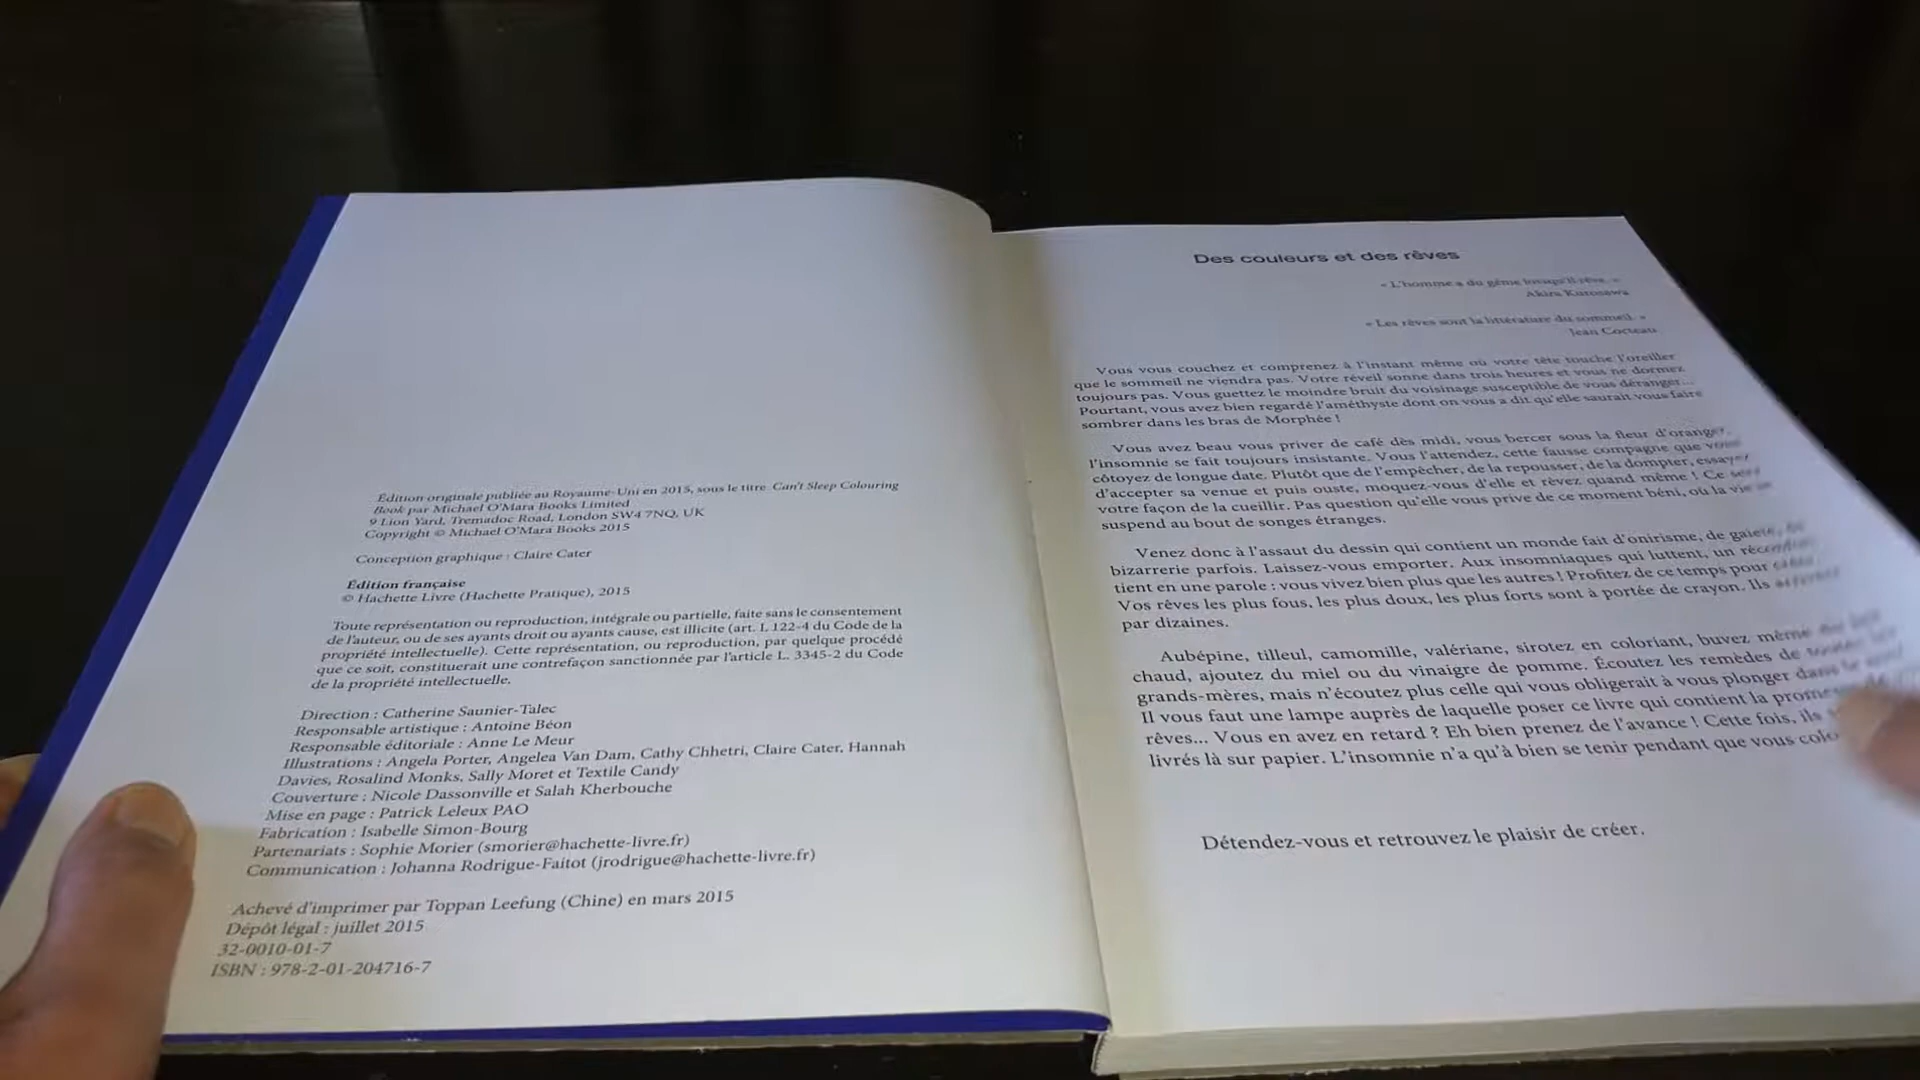 Édition originale publiée au Royaume-Uni en 2015, sous le titre Can't Sleep Colouring
Book par Michael O'Mara Books Limited
9 Lion Yard, Tremadoc Road, London SW4 7NQ, UK
Copyright © Michael O'Mara Books 2015
Conception graphique : Claire Cater
Édition française
© Hachette Livre (Hachette Pratique), 2015
Toute représentation ou reproduction, intégrale ou partielle, faite sans le consentement
de l'auteur, ou de ses ayants droit ou ayants cause, est illicite (art. L 122-4 du Code de la
propriété intellectuelle). Cette représentation, ou reproduction, par quelque procédé
que ce soit, constituerait une contrefaçon sanctionnée par l'article L. 3345-2 du Code
de la propriété intellectuelle.
Direction : Catherine Saunier-Talec
Responsable artistique : Antoine Béon
Responsable éditoriale : Anne Le Meur
Illustrations : Angela Porter, Angelea Van Dam, Cathy Chhetri, Claire Cater, Hannah
Davies, Rosalind Monks, Sally Moret et Textile Candy
Couverture : Nicole Dassonville et Salah Kherbouche
Mise en page : Patrick Leleux PAO
Fabrication : Isabelle Simon-Bourg
Partenariats : Sophie Morier (smorier@hachette-livre.fr)
Communication : Johanna Rodrigue-Faitot (jrodrigue@hachette-livre.fr)
Achevé d'imprimer par Toppan Leefung (Chine) en mars 2015
Dépôt légal : juillet 2015
32-0010-01-7
ISBN : 978-2-01-204716-7
Des couleurs et des rêves
« L'homme a du génie lorsqu'il rêve. »
Akira Kurosawa
« Les rêves sont la littérature du sommeil. »
Jean Cocteau
Vous vous couchez et comprenez à l'instant même où votre tête touche l'oreiller
que le sommeil ne viendra pas. Votre réveil sonne dans trois heures et vous ne dormez
toujours pas. Vous guettez le moindre bruit du voisinage susceptible de vous déranger...
Pourtant, vous avez bien regardé l'améthyste dont on vous a dit qu'elle saurait vous faire
sombrer dans les bras de Morphée !
Vous avez beau vous priver de café dès midi, vous bercer sous la fleur d'oranger,
l'insomnie se fait toujours insistante. Vous l'attendez, cette fausse compagne que vous
côtoyez de longue date. Plutôt que de l'empêcher, de la repousser, de la dompter, essayez
d'accepter sa venue et puis ouste, moquez-vous d'elle et rêvez quand même ! Ce sera
votre façon de la cueillir. Pas question qu'elle vous prive de ce moment béni, où la vie se
suspend au bout de songes étranges.
Venez donc à l'assaut du dessin qui contient un monde fait d'onirisme, de gaieté, de
bizarrerie parfois. Laissez-vous emporter. Aux insomniaques qui luttent, un réconfort
tient en une parole : vous vivez bien plus que les autres ! Profitez de ce temps pour créer.
Vos rêves les plus fous, les plus doux, les plus forts sont à portée de crayon. Ils
par dizaines.
Aubépine, tilleul, camomille, valériane, sirotez en coloriant, buvez même du lait
chaud, ajoutez du miel ou du vinaigre de pomme. Écoutez les remèdes de toutes les
grands-mères, mais n'écoutez plus celle qui vous obligerait à vous plonger dans le noir.
Il vous faut une lampe auprès de laquelle poser ce livre qui contient la promesse de
rêves... Vous en avez en retard ? Eh bien prenez de l'avance ! Cette fois, ils
livrés là sur papier. L'insomnie n'a qu'à bien se tenir pendant que vous
Détendez-vous et retrouvez le plaisir de créer.